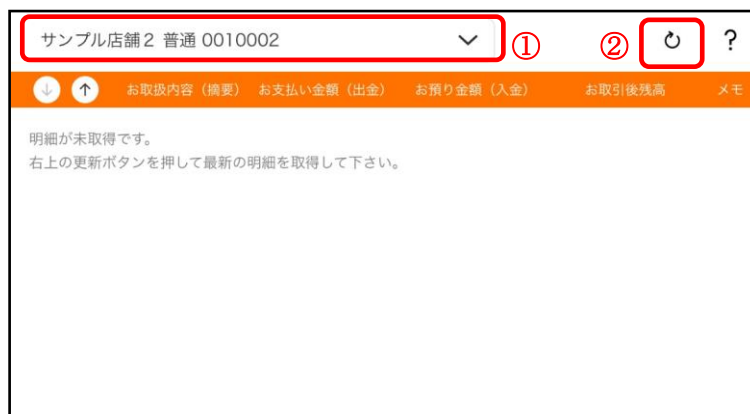 サンプル店舗2 普通 0010002 ① ② ?
↓ ↑ お取扱内容（摘要） お支払い金額（出金） お預り金額（入金） お取引後残高 メモ
明細が未取得です。
右上の更新ボタンを押して最新の明細を取得して下さい。